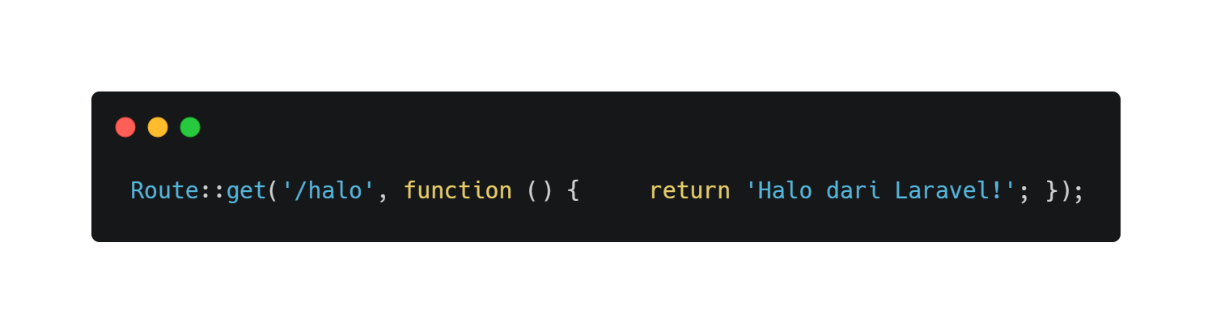 Route::get('/halo', function () {     return 'Halo dari Laravel!'; });